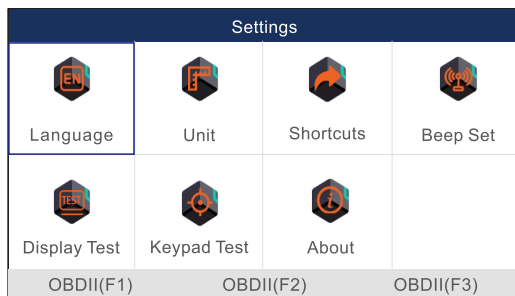 Settings
EN
Language
Unit
Shortcuts
Beep Set
TEST
i
Display Test
Keypad Test
About
OBDII(F1) OBDII(F2) OBDII(F3)